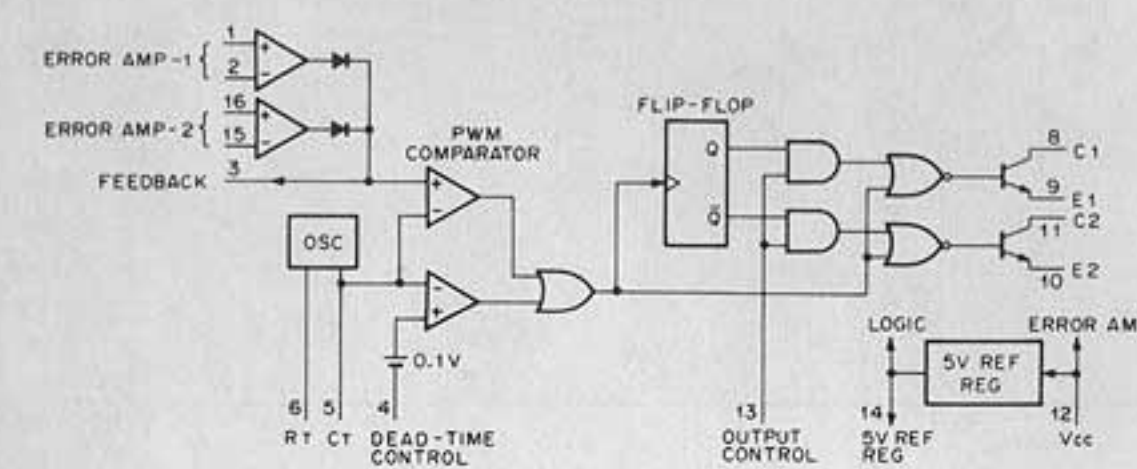 1
ERROR AMP-1
2
16
ERROR AMP-2
15
3
FEEDBACK
PWM
COMPARATOR
FLIP-FLOP
Q
Q̅
8
C1
9
E1
C2
11
E2
10
OSC
0.1V
LOGIC
ERROR AM
5V REF
REG
6
5
4
13
14
12
RT
CT
DEAD-TIME
CONTROL
OUTPUT
CONTROL
5V REF
REG
Vcc